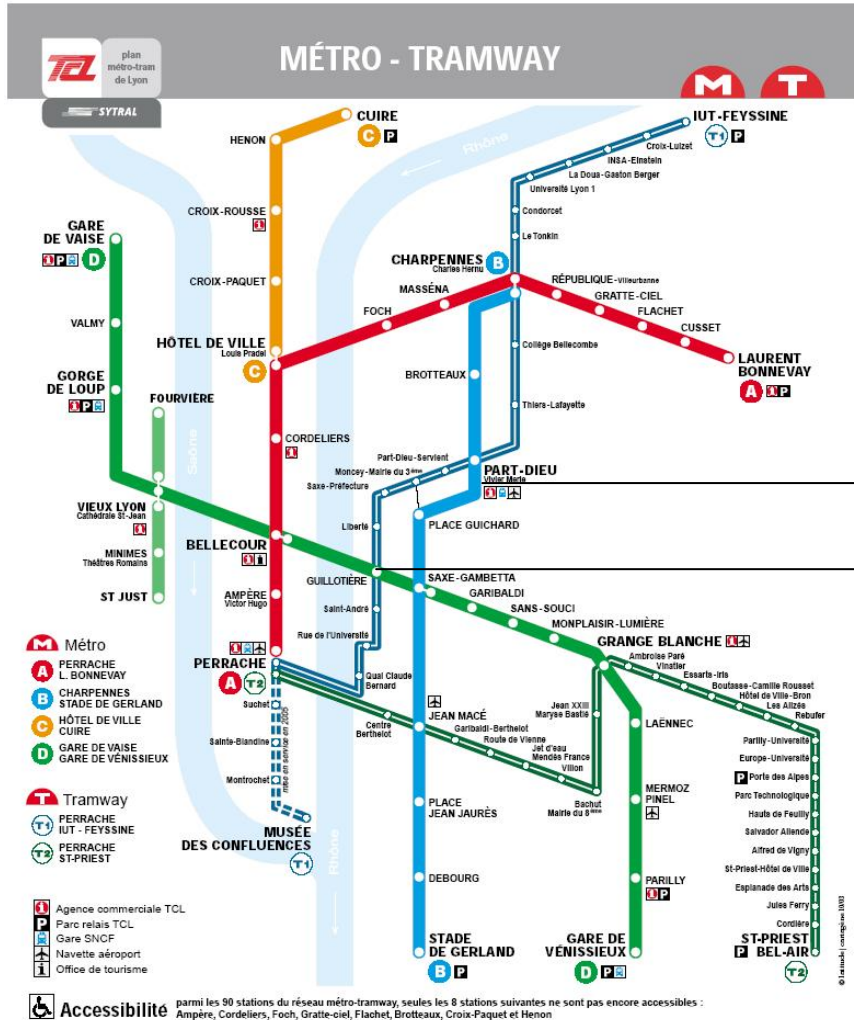 MÉTRO - TRAMWAY
TCL
plan
métro-tram
de Lyon
SYTRAL
M
T
CUIRE
C P
HENON
CROIX-ROUSSE
CROIX-PAQUET
HÔTEL DE VILLE
Louis Pradel
C
Rhône
IUT-FEYSSINE
T1 P
Croix-Luizet
INSA-Einstein
La Doua-Gaston Berger
Université Lyon 1
Condorcet
Le Tonkin
GARE
DE VAISE
P D
VALMY
GORGE
DE LOUP
P
FOURVIÈRE
Saône
VIEUX LYON
Cathédrale St-Jean
MINIMES
Théâtres Romains
ST JUST
CHARPENNES
Charles Hernu
B
MASSÉNA
FOCH
RÉPUBLIQUE-Villeurbanne
GRATTE-CIEL
FLACHET
CUSSET
LAURENT
BONNEVAY
A P
Collège Bellecombe
BROTTEAUX
Thiers-Lafayette
CORDELIERS
Part-Dieu-Servient
Moncey-Mairie du 3ème
Saxe-Préfecture
PART-DIEU
Vivier Merle
Liberté
PLACE GUICHARD
BELLECOUR
GUILLOTIÈRE
SAXE-GAMBETTA
GARIBALDI
SANS-SOUCI
MONPLAISIR-LUMIÈRE
GRANGE BLANCHE
AMPÈRE
Victor Hugo
Saint-André
Rue de l'Université
PERRACHE
A T2
Quai Claude
Bernard
Suchet
Sainte-Blandine
Montrochet
mise en service en 2005
MUSÉE
DES CONFLUENCES
T1
Rhône
Centre
Berthelot
JEAN MACÉ
Garibaldi-Berthelot
Route de Vienne
Jet d'eau
Mendès France
Villon
Bachut
Mairie du 8ème
Jean XXIII
Maryse Bastié
Ambroise Paré
Vinatier
Essarts-Iris
Boutasse-Camille Rousset
Hôtel de Ville-Bron
Les Alizés
Rebufer
Parilly-Université
Europe-Université
P Porte des Alpes
Parc Technologique
Hauts de Feuilly
Salvador Allende
Alfred de Vigny
St-Priest-Hôtel de Ville
Esplanade des Arts
Jules Ferry
Cordière
ST-PRIEST
P BEL-AIR
T2
LAËNNEC
MERMOZ
PINEL
PARILLY
P
GARE DE
VÉNISSIEUX
D P
PLACE
JEAN JAURÈS
DEBOURG
STADE
DE GERLAND
B P
M Métro
A PERRACHE
L. BONNEVAY
B CHARPENNES
STADE DE GERLAND
C HÔTEL DE VILLE
CUIRE
D GARE DE VAISE
GARE DE VÉNISSIEUX
T Tramway
T1 PERRACHE
IUT - FEYSSINE
T2 PERRACHE
ST-PRIEST
Agence commerciale TCL
P Parc relais TCL
Gare SNCF
Navette aéroport
i Office de tourisme
Accessibilité
parmi les 90 stations du réseau métro-tramway, seules les 8 stations suivantes ne sont pas encore accessibles :
Ampère, Cordeliers, Foch, Gratte-ciel, Flachet, Brotteaux, Croix-Paquet et Henon